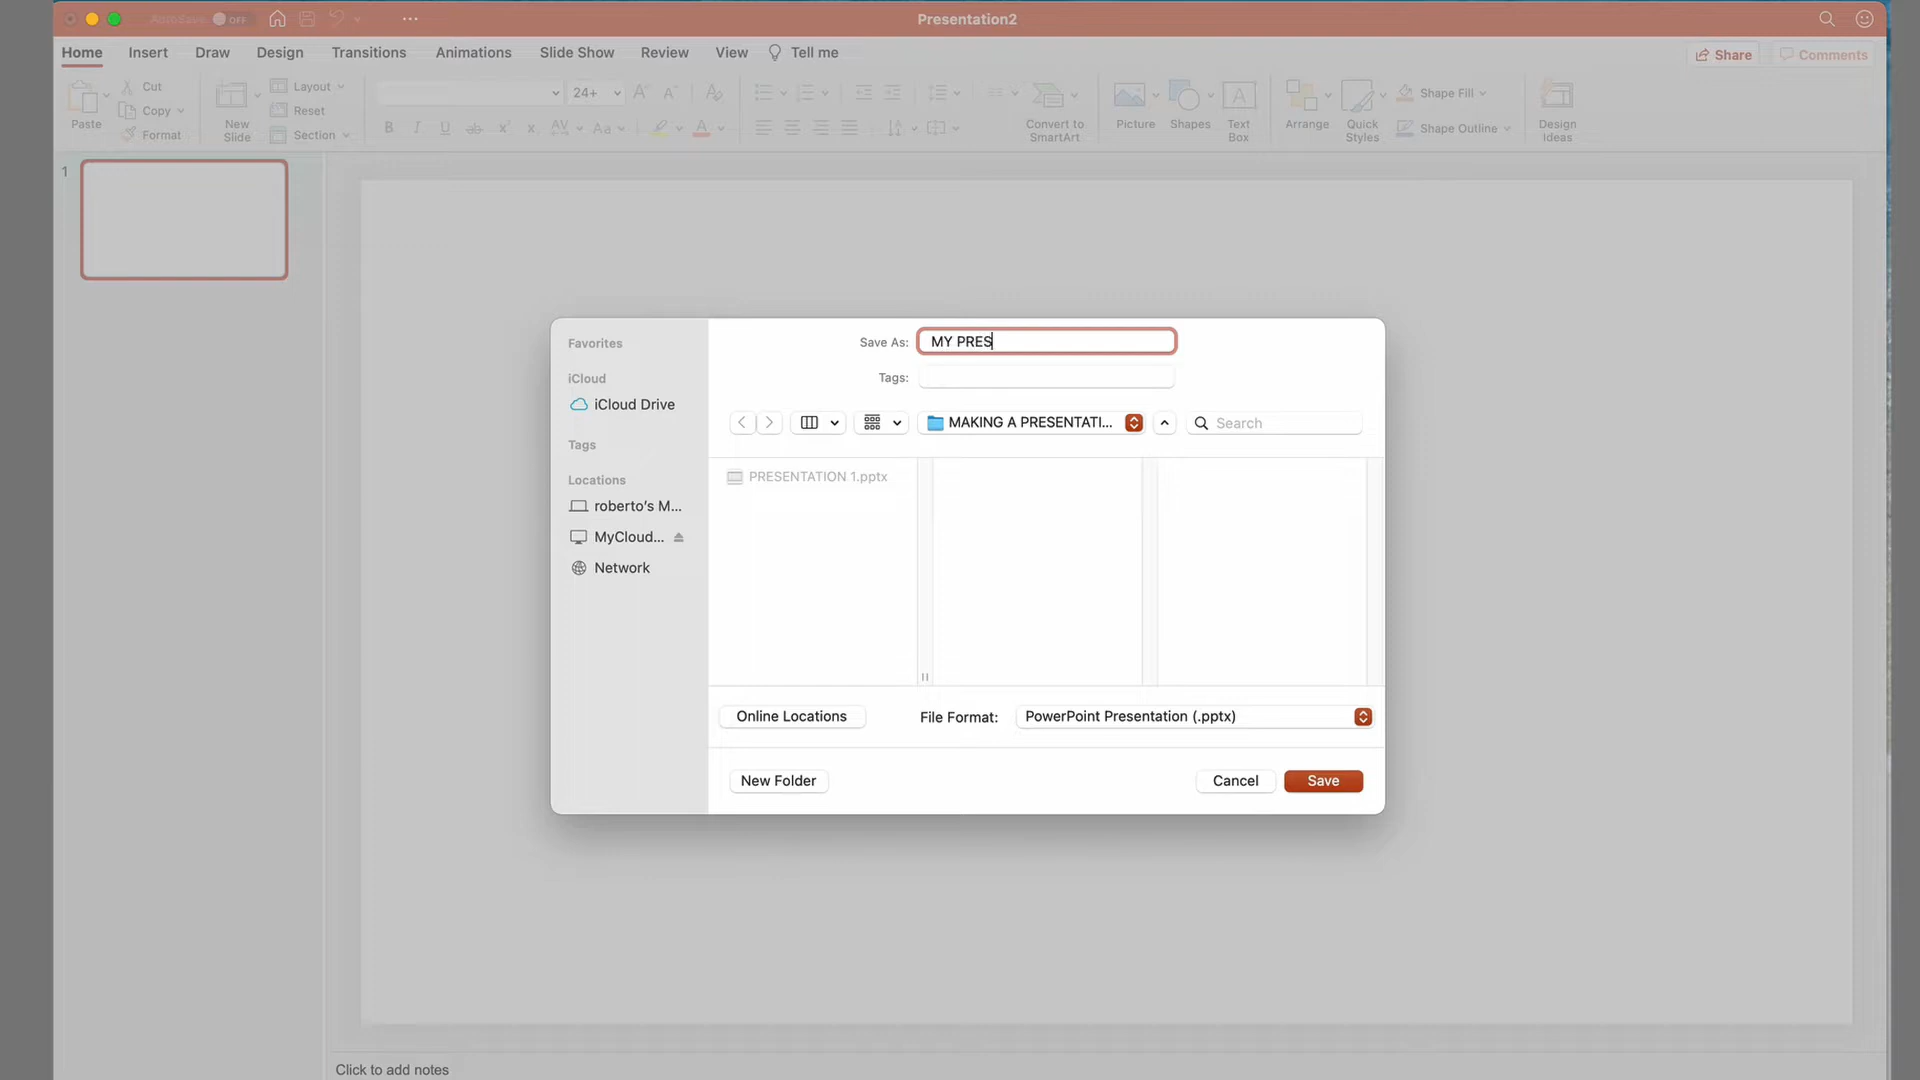 AutoSave OFF
Presentation2
Home Insert Draw Design Transitions Animations Slide Show Review View Tell me
Share Comments
Paste
Cut
Copy
Format
New Slide
Layout
Reset
Section
24+
Convert to SmartArt
Picture
Shapes
Text Box
Arrange
Quick Styles
Shape Fill
Shape Outline
Design Ideas
1
Favorites
iCloud
iCloud Drive
Tags
Locations
roberto's M...
MyCloud...
Network
Save As: MY PRES
Tags:
MAKING A PRESENTATI...
Search
PRESENTATION 1.pptx
Online Locations
File Format: PowerPoint Presentation (.pptx)
New Folder
Cancel
Save
Click to add notes